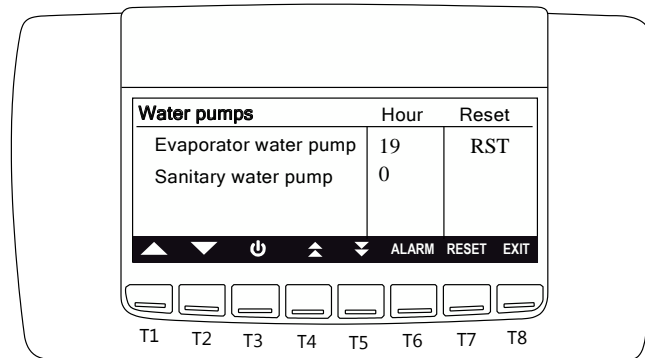 Water pumps Hour Reset
Evaporator water pump 19 RST
Sanitary water pump 0
ALARM RESET EXIT
T1 T2 T3 T4 T5 T6 T7 T8